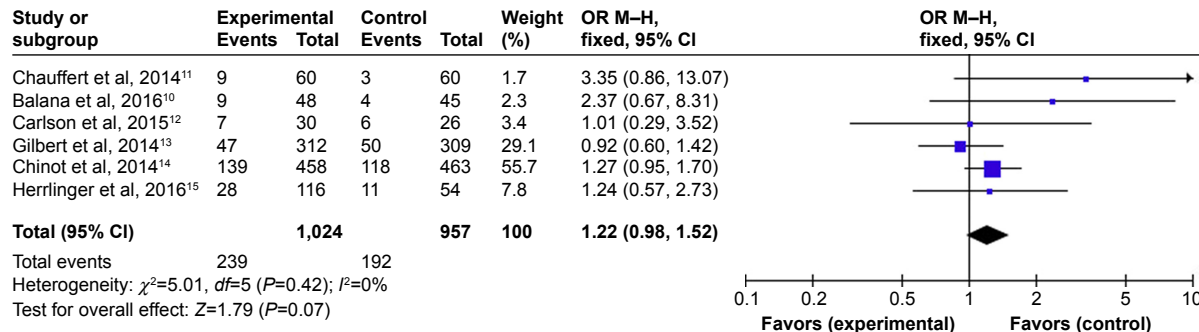 Study or subgroup Experimental Events Total Control Events Total Weight (%) OR M–H, fixed, 95% CI OR M–H, fixed, 95% CI
Chauffert et al, 2014¹¹ 9 60 3 60 1.7 3.35 (0.86, 13.07)
Balana et al, 2016¹⁰ 9 48 4 45 2.3 2.37 (0.67, 8.31)
Carlson et al, 2015¹² 7 30 6 26 3.4 1.01 (0.29, 3.52)
Gilbert et al, 2014¹³ 47 312 50 309 29.1 0.92 (0.60, 1.42)
Chinot et al, 2014¹⁴ 139 458 118 463 55.7 1.27 (0.95, 1.70)
Herrlinger et al, 2016¹⁵ 28 116 11 54 7.8 1.24 (0.57, 2.73)
Total (95% CI) 1,024 957 100 1.22 (0.98, 1.52)
Total events 239 192
Heterogeneity: χ²=5.01, df=5 (P=0.42); I²=0%
Test for overall effect: Z=1.79 (P=0.07)
0.1 0.2 0.5 1 2 5 10
Favors (experimental) Favors (control)